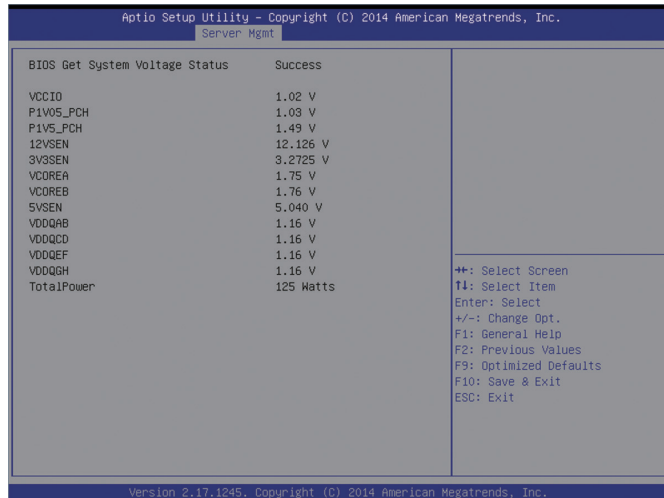 Aptio Setup Utility – Copyright (C) 2014 American Megatrends, Inc.
Server Mgmt
BIOS Get System Voltage Status Success
VCCIO 1.02 V
P1V05_PCH 1.03 V
P1V5_PCH 1.49 V
12VSEN 12.126 V
3V3SEN 3.2725 V
VCOREA 1.75 V
VCOREB 1.76 V
5VSEN 5.040 V
VDDQAB 1.16 V
VDDQCD 1.16 V
VDDQEF 1.16 V
VDDQGH 1.16 V
TotalPower 125 Watts
→←: Select Screen
↑↓: Select Item
Enter: Select
+/-: Change Opt.
F1: General Help
F2: Previous Values
F9: Optimized Defaults
F10: Save & Exit
ESC: Exit
Version 2.17.1245. Copyright (C) 2014 American Megatrends, Inc.